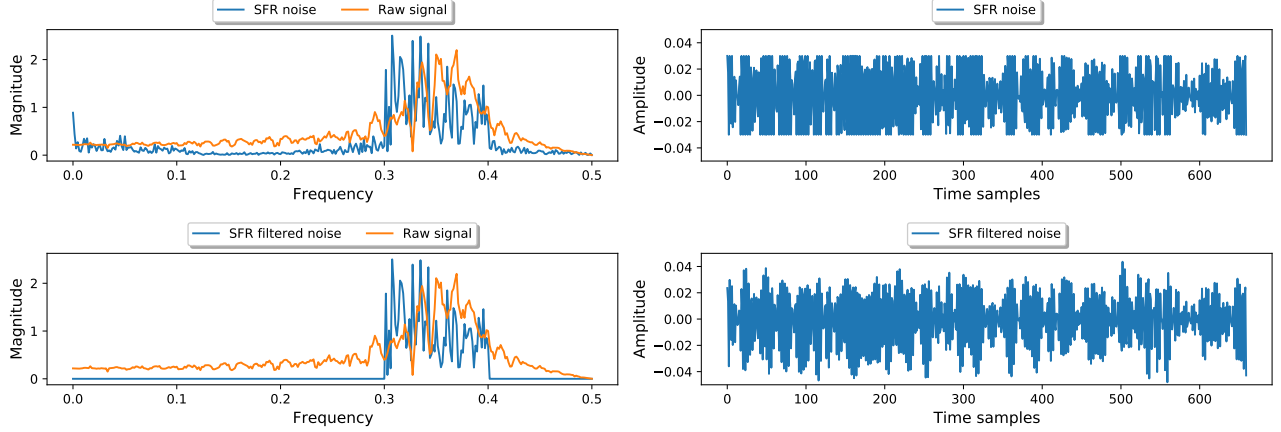 SFR noise Raw signal
Magnitude
2
1
0
0.0 0.1 0.2 0.3 0.4 0.5
Frequency
SFR noise
Amplitude
0.04
0.02
0.00
−0.02
−0.04
0 100 200 300 400 500 600
Time samples
SFR filtered noise Raw signal
Magnitude
2
1
0
0.0 0.1 0.2 0.3 0.4 0.5
Frequency
SFR filtered noise
Amplitude
0.04
0.02
0.00
−0.02
−0.04
0 100 200 300 400 500 600
Time samples